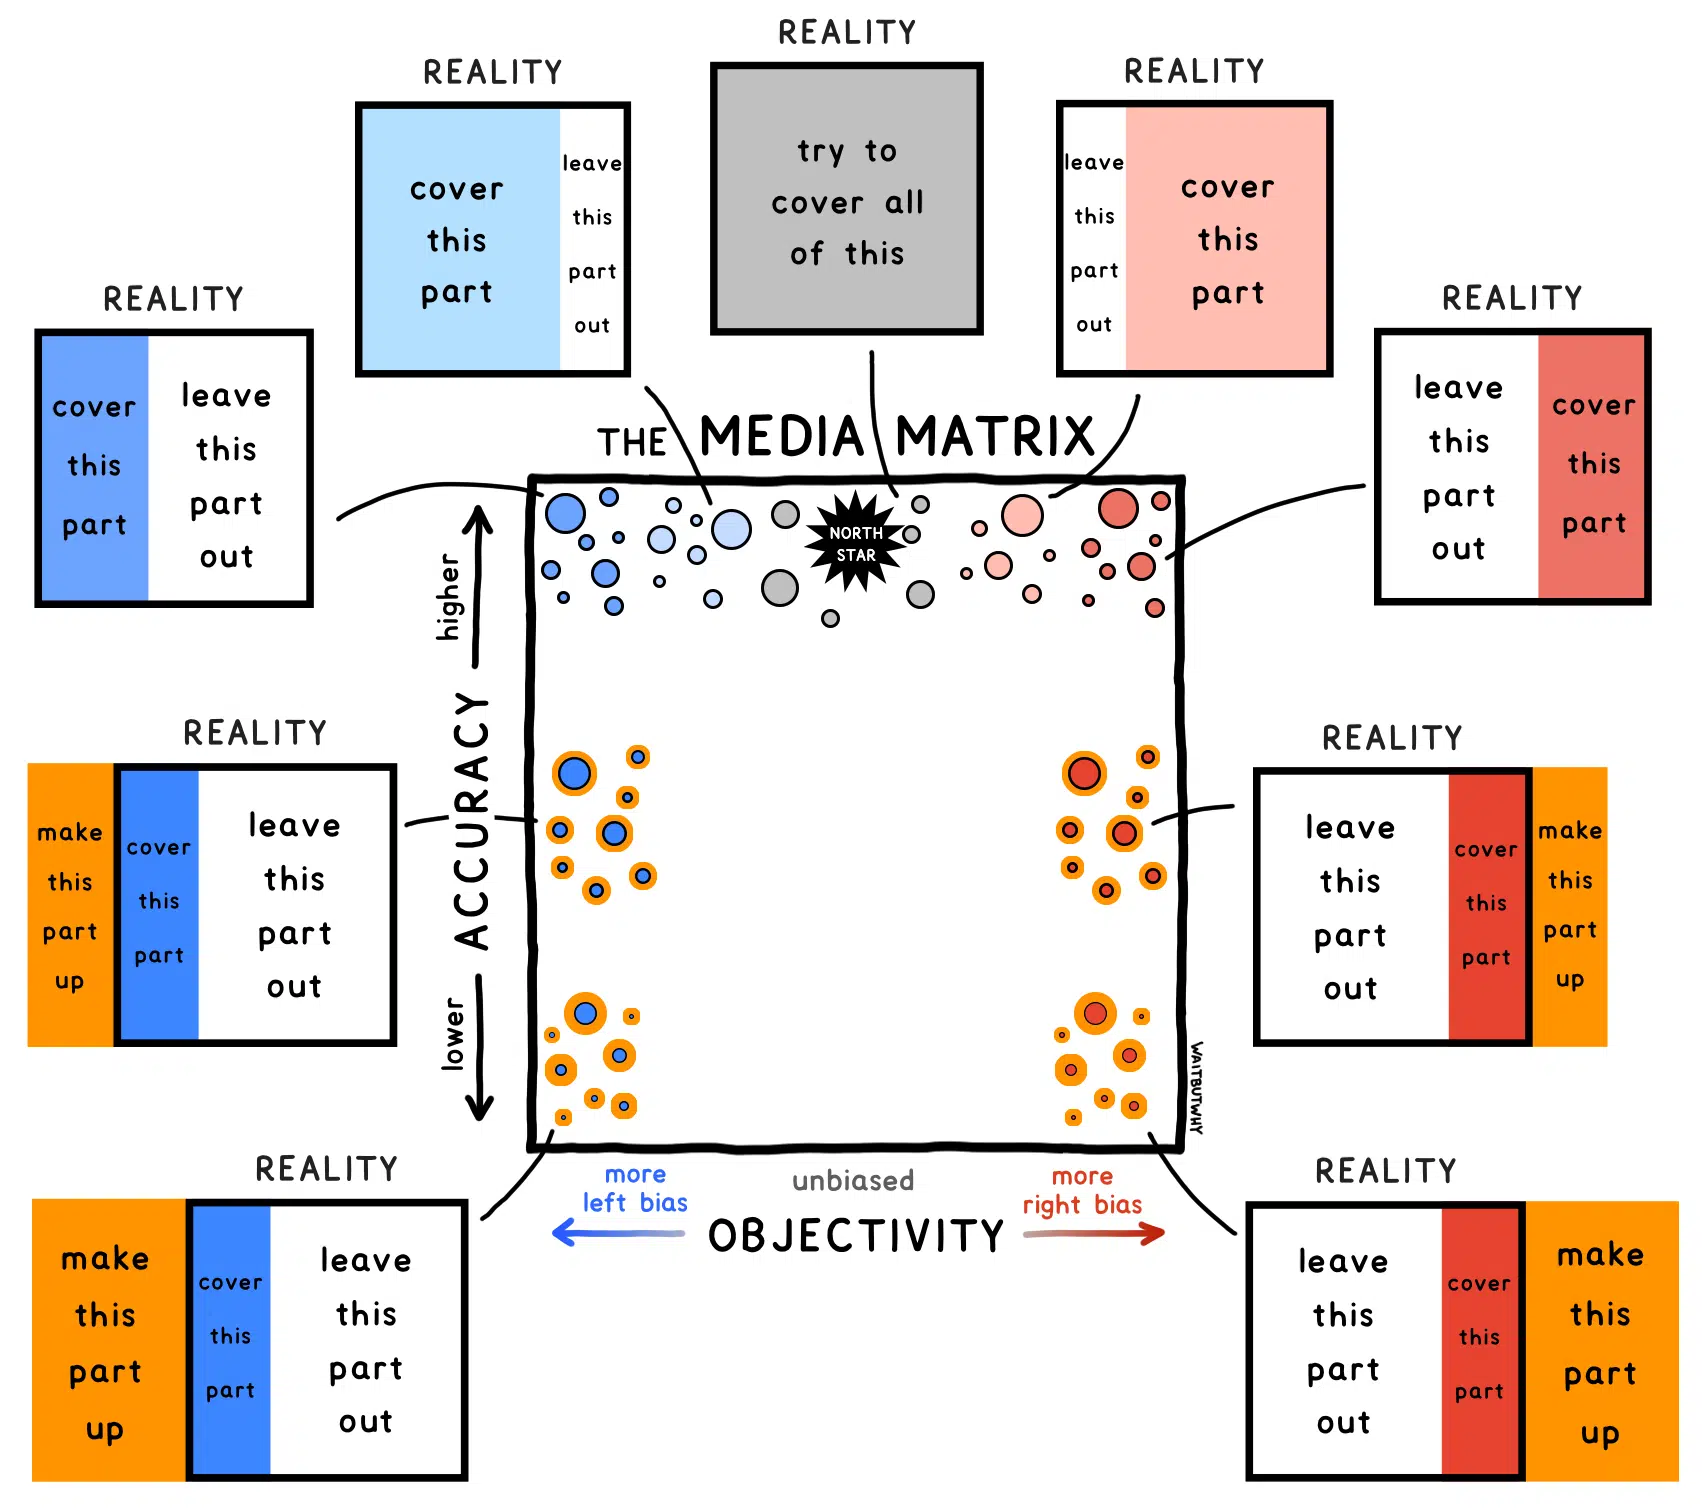 REALITY
try to
cover all
of this
REALITY
cover
this
part
leave
this
part
out
REALITY
leave
this
part
out
cover
this
part
REALITY
cover
this
part
leave
this
part
out
REALITY
leave
this
part
out
cover
this
part
THE MEDIA MATRIX
NORTH
STAR
higher
ACCURACY
lower
REALITY
make
this
part
up
cover
this
part
leave
this
part
out
REALITY
leave
this
part
out
cover
this
part
make
this
part
up
WAITBUTWHY
more
left bias
unbiased
more
right bias
OBJECTIVITY
REALITY
make
this
part
up
cover
this
part
leave
this
part
out
REALITY
leave
this
part
out
cover
this
part
make
this
part
up